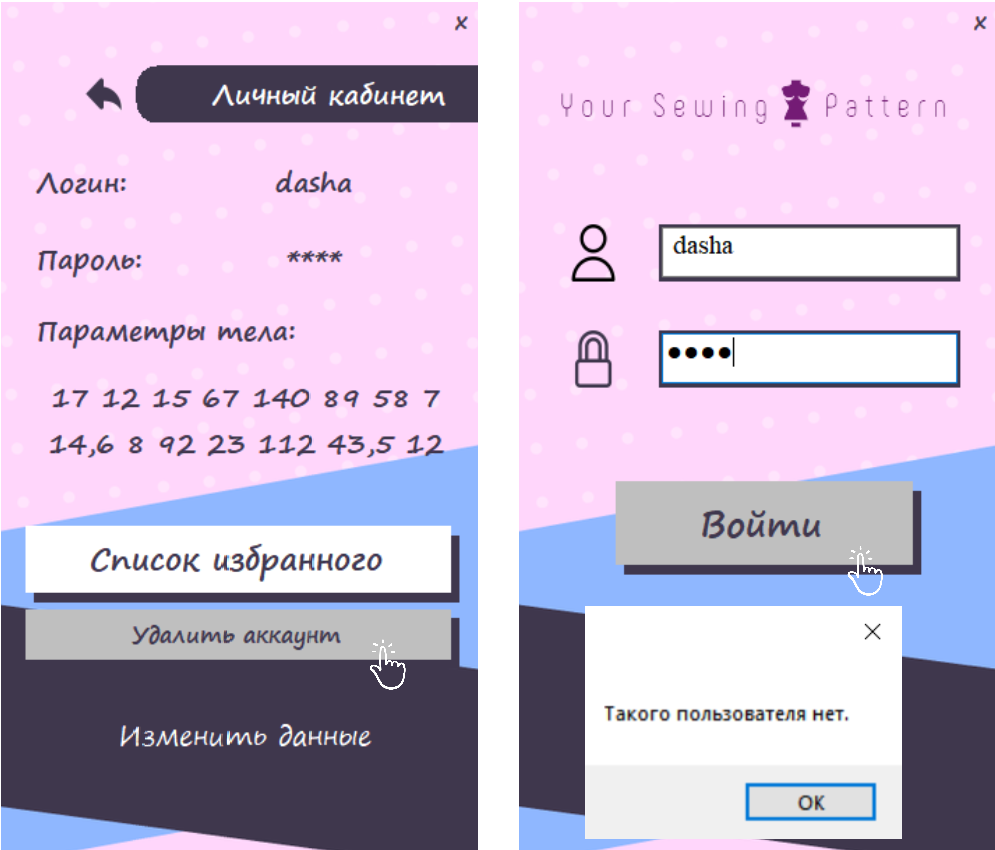 ✘
Личный кабинет
Логин: dasha
Пароль: ****
Параметры тела:
17 12 15 67 140 89 58 7
14,6 8 92 23 112 43,5 12
Список избранного
Удалить аккаунт
Изменить данные
✘
Your Sewing Pattern
dasha
●●●●
Войти
Такого пользователя нет.
OK